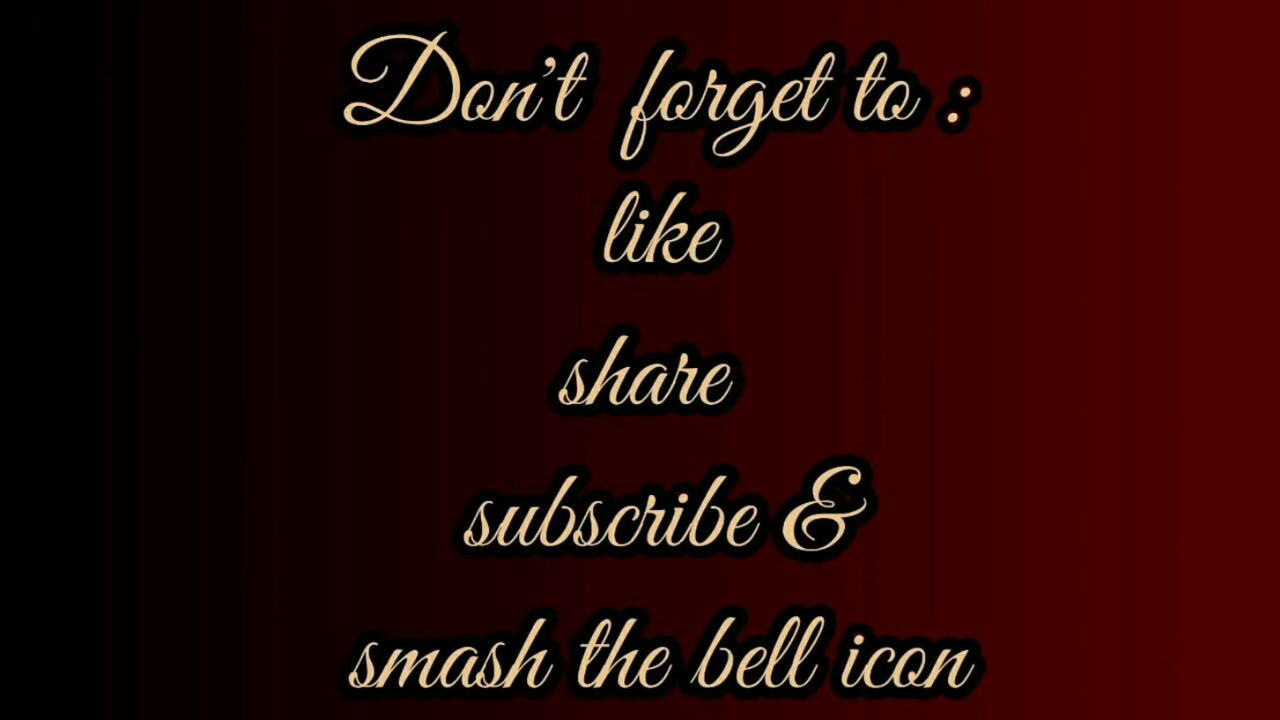 Don't forget to :
like
share
subscribe &
smash the bell icon